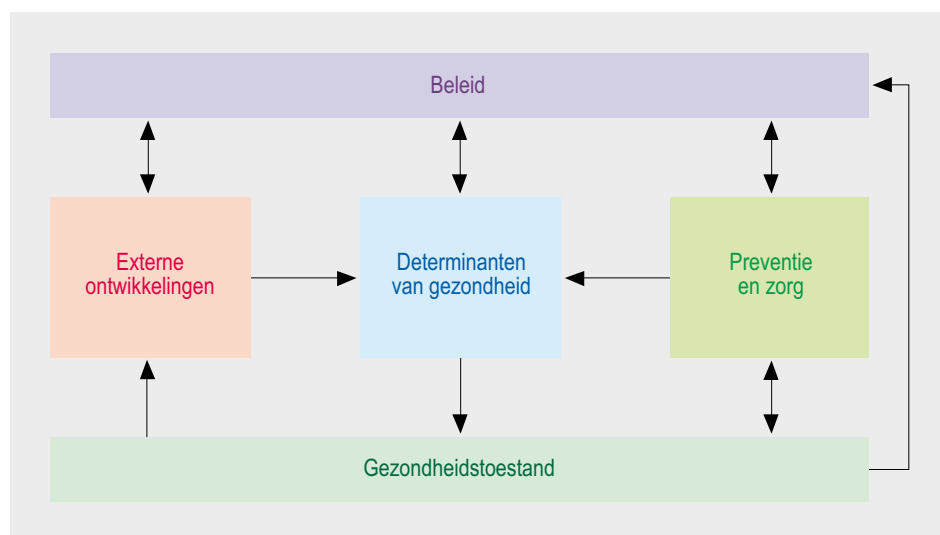 Beleid
Externe
ontwikkelingen
Determinanten
van gezondheid
Preventie
en zorg
Gezondheidstoestand